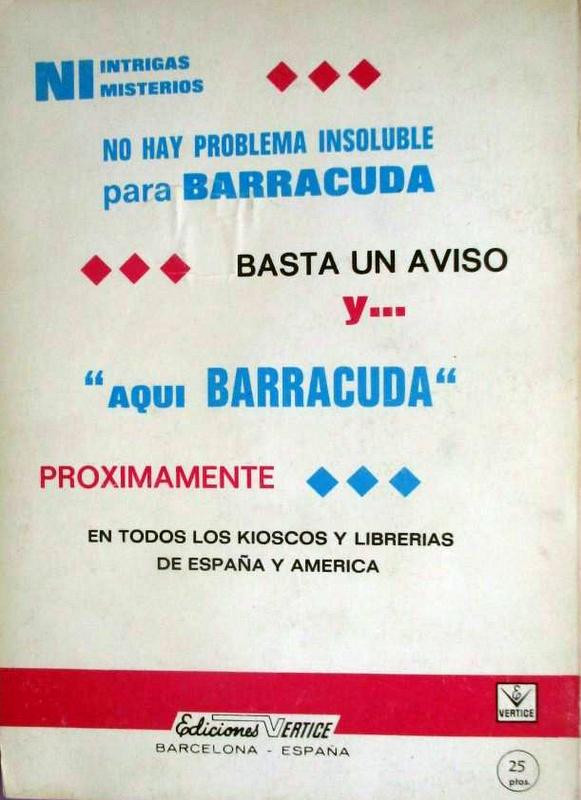 NI INTRIGAS
MISTERIOS
NO HAY PROBLEMA INSOLUBLE
para BARRACUDA
BASTA UN AVISO
y...
“AQUI BARRACUDA“
PROXIMAMENTE
EN TODOS LOS KIOSCOS Y LIBRERIAS
DE ESPAÑA Y AMERICA
Ediciones VERTICE
BARCELONA - ESPAÑA
VERTICE
25
ptas.